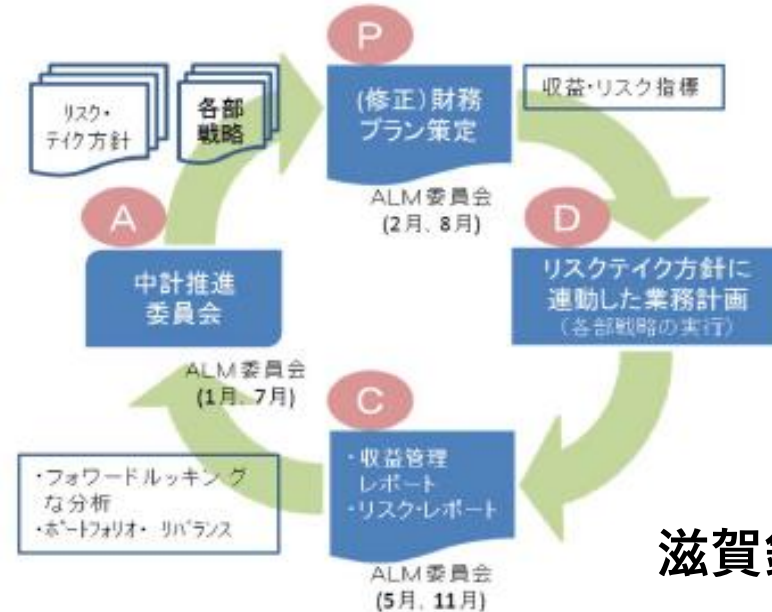 P
リスク・
テイク方針
各部
戦略
(修正)財務
プラン策定
収益・リスク指標
ALM委員会
(2月、8月)
A
D
中計推進
委員会
リスクテイク方針に
連動した業務計画
(各部戦略の実行)
ALM委員会
(1月、7月)
C
・フォワードルッキング
な分析
・ポートフォリオ・リバランス
・収益管理
レポート
・リスク・レポート
滋賀
ALM委員会
(5月、11月)